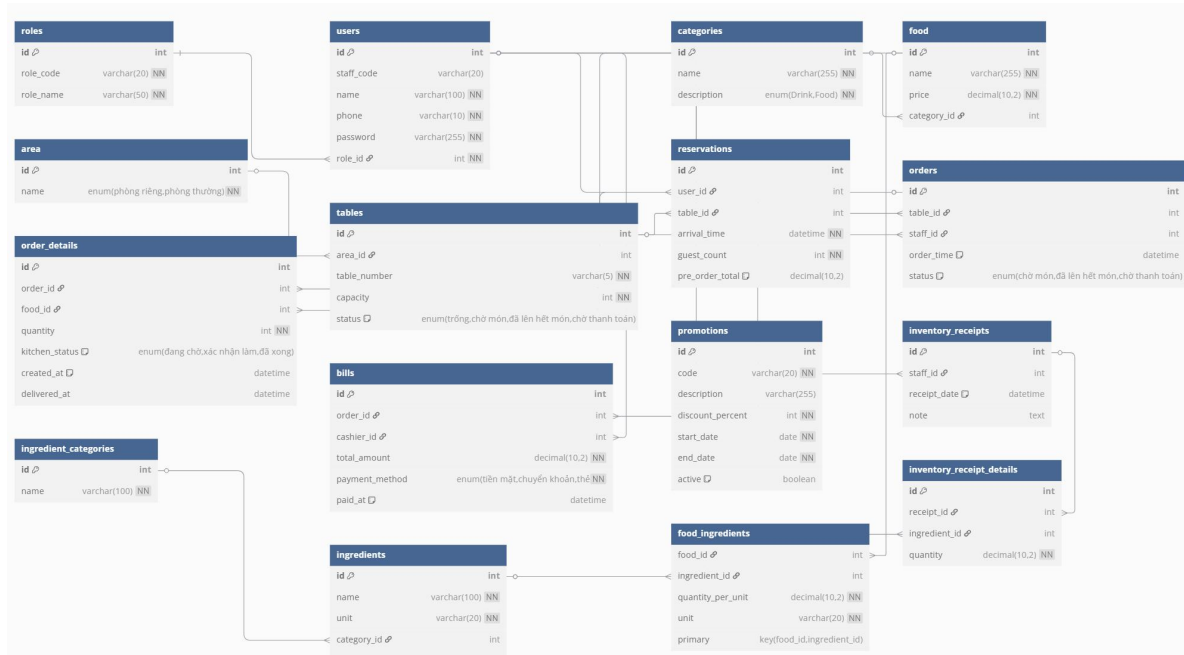 roles
id int
role_code varchar(20) NN
role_name varchar(50) NN
area
id int
name enum(phòng riêng,phòng thường) NN
order_details
id int
order_id int
food_id int
quantity int NN
kitchen_status enum(đang chờ,xác nhận làm,đã xong)
created_at datetime
delivered_at datetime
ingredient_categories
id int
name varchar(100) NN
users
id int
staff_code varchar(20)
name varchar(100) NN
phone varchar(10) NN
password varchar(255) NN
role_id int NN
tables
id int
area_id int
table_number varchar(5) NN
capacity int NN
status enum(trống,chờ món,đã lên hết món,chờ thanh toán)
bills
id int
order_id int
cashier_id int
total_amount decimal(10,2) NN
payment_method enum(tiền mặt,chuyển khoản,thẻ NN
paid_at datetime
ingredients
id int
name varchar(100) NN
unit varchar(20) NN
category_id int
categories
id int
name varchar(255) NN
description enum(Drink,Food) NN
reservations
id int
user_id int
table_id int
arrival_time datetime NN
guest_count int NN
pre_order_total decimal(10,2)
promotions
id int
code varchar(20) NN
description varchar(255)
discount_percent int NN
start_date date NN
end_date date NN
active boolean
food_ingredients
food_id int
ingredient_id int
quantity_per_unit decimal(10,2) NN
unit varchar(20) NN
primary key(food_id,ingredient_id)
food
id int
name varchar(255) NN
price decimal(10,2) NN
category_id int
orders
id int
table_id int
staff_id int
order_time datetime
status enum(chờ món,đã lên hết món,chờ thanh toán)
inventory_receipts
id int
staff_id int
receipt_date datetime
note text
inventory_receipt_details
id int
receipt_id int
ingredient_id int
quantity decimal(10,2) NN